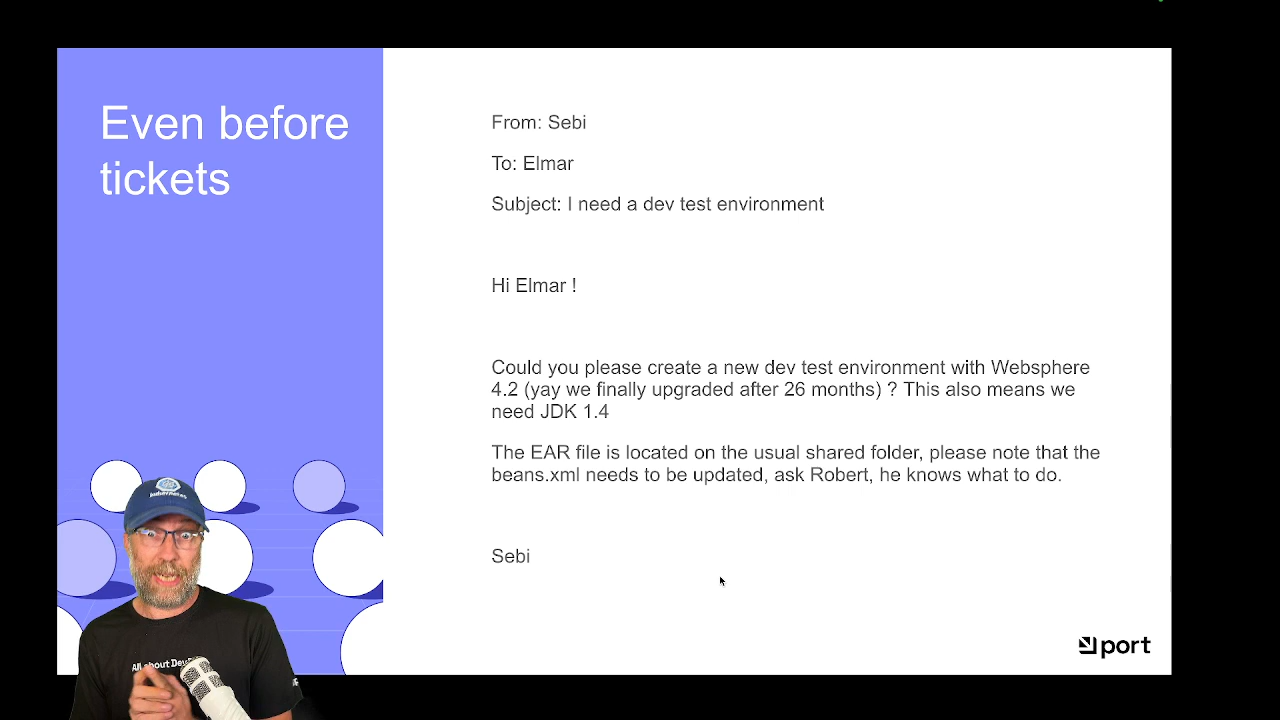 Even before
tickets
From: Sebi
To: Elmar
Subject: I need a dev test environment
Hi Elmar !
Could you please create a new dev test environment with Websphere
4.2 (yay we finally upgraded after 26 months) ? This also means we
need JDK 1.4
The EAR file is located on the usual shared folder, please note that the
beans.xml needs to be updated, ask Robert, he knows what to do.
Sebi
port
All about